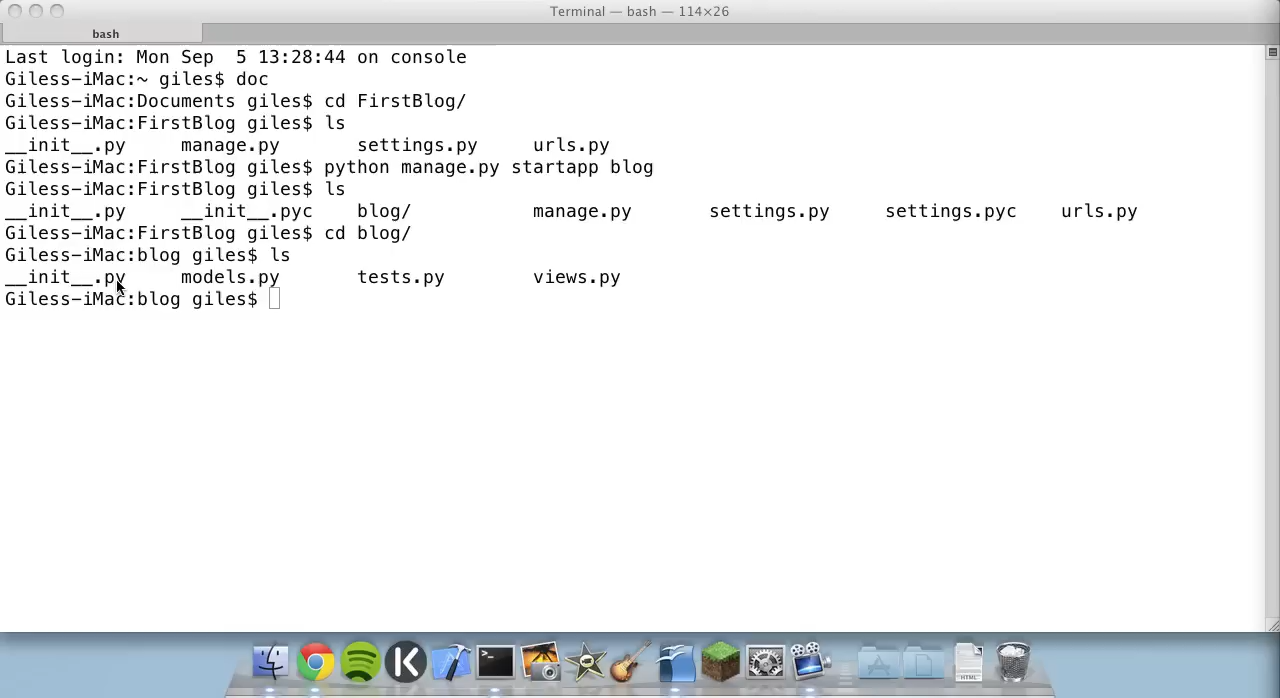 Terminal — bash — 114×26
bash
Last login: Mon Sep  5 13:28:44 on console
Giless-iMac:~ giles$ doc
Giless-iMac:Documents giles$ cd FirstBlog/
Giless-iMac:FirstBlog giles$ ls
__init__.py     manage.py       settings.py     urls.py
Giless-iMac:FirstBlog giles$ python manage.py startapp blog
Giless-iMac:FirstBlog giles$ ls
__init__.py     __init__.pyc    blog/           manage.py       settings.py     settings.pyc    urls.py
Giless-iMac:FirstBlog giles$ cd blog/
Giless-iMac:blog giles$ ls
__init__.py     models.py       tests.py        views.py
Giless-iMac:blog giles$
>_
K
HTML